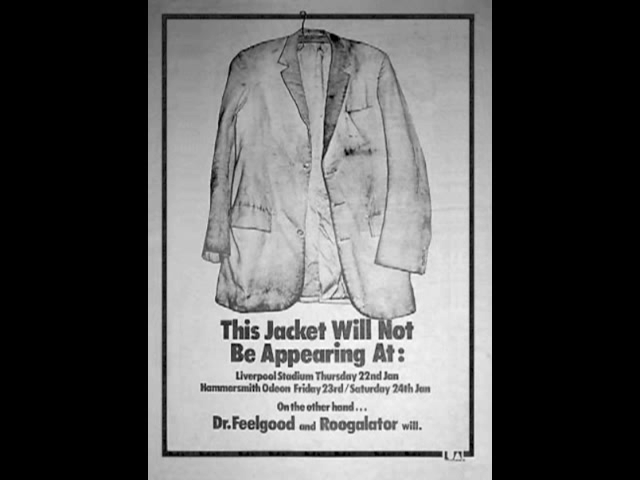 This Jacket Will Not
Be Appearing At:
Liverpool Stadium Thursday 22nd Jan
Hammersmith Odeon Friday 23rd/Saturday 24th Jan
On the other hand...
Dr.Feelgood and Roogalator will.
UA